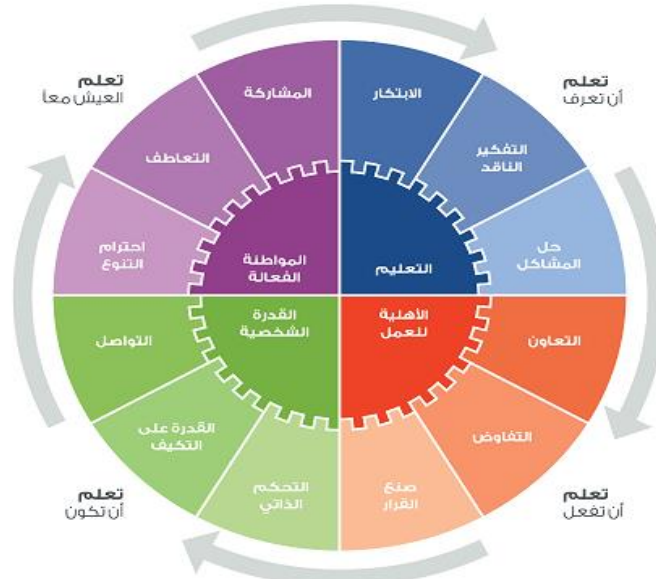 تعلم
أن تعرف
الابتكار
التفكير
الناقد
حل
المشاكل
التعليم
التعاون
التفاوض
صنع
القرار
الأهلية
للعمل
تعلم
أن تفعل
التحكم
الذاتي
القدرة على
التكيف
التواصل
القدرة
الشخصية
تعلم
أن تكون
احترام
التنوع
التعاطف
المشاركة
المواطنة
الفعالة
تعلم
العيش معاً